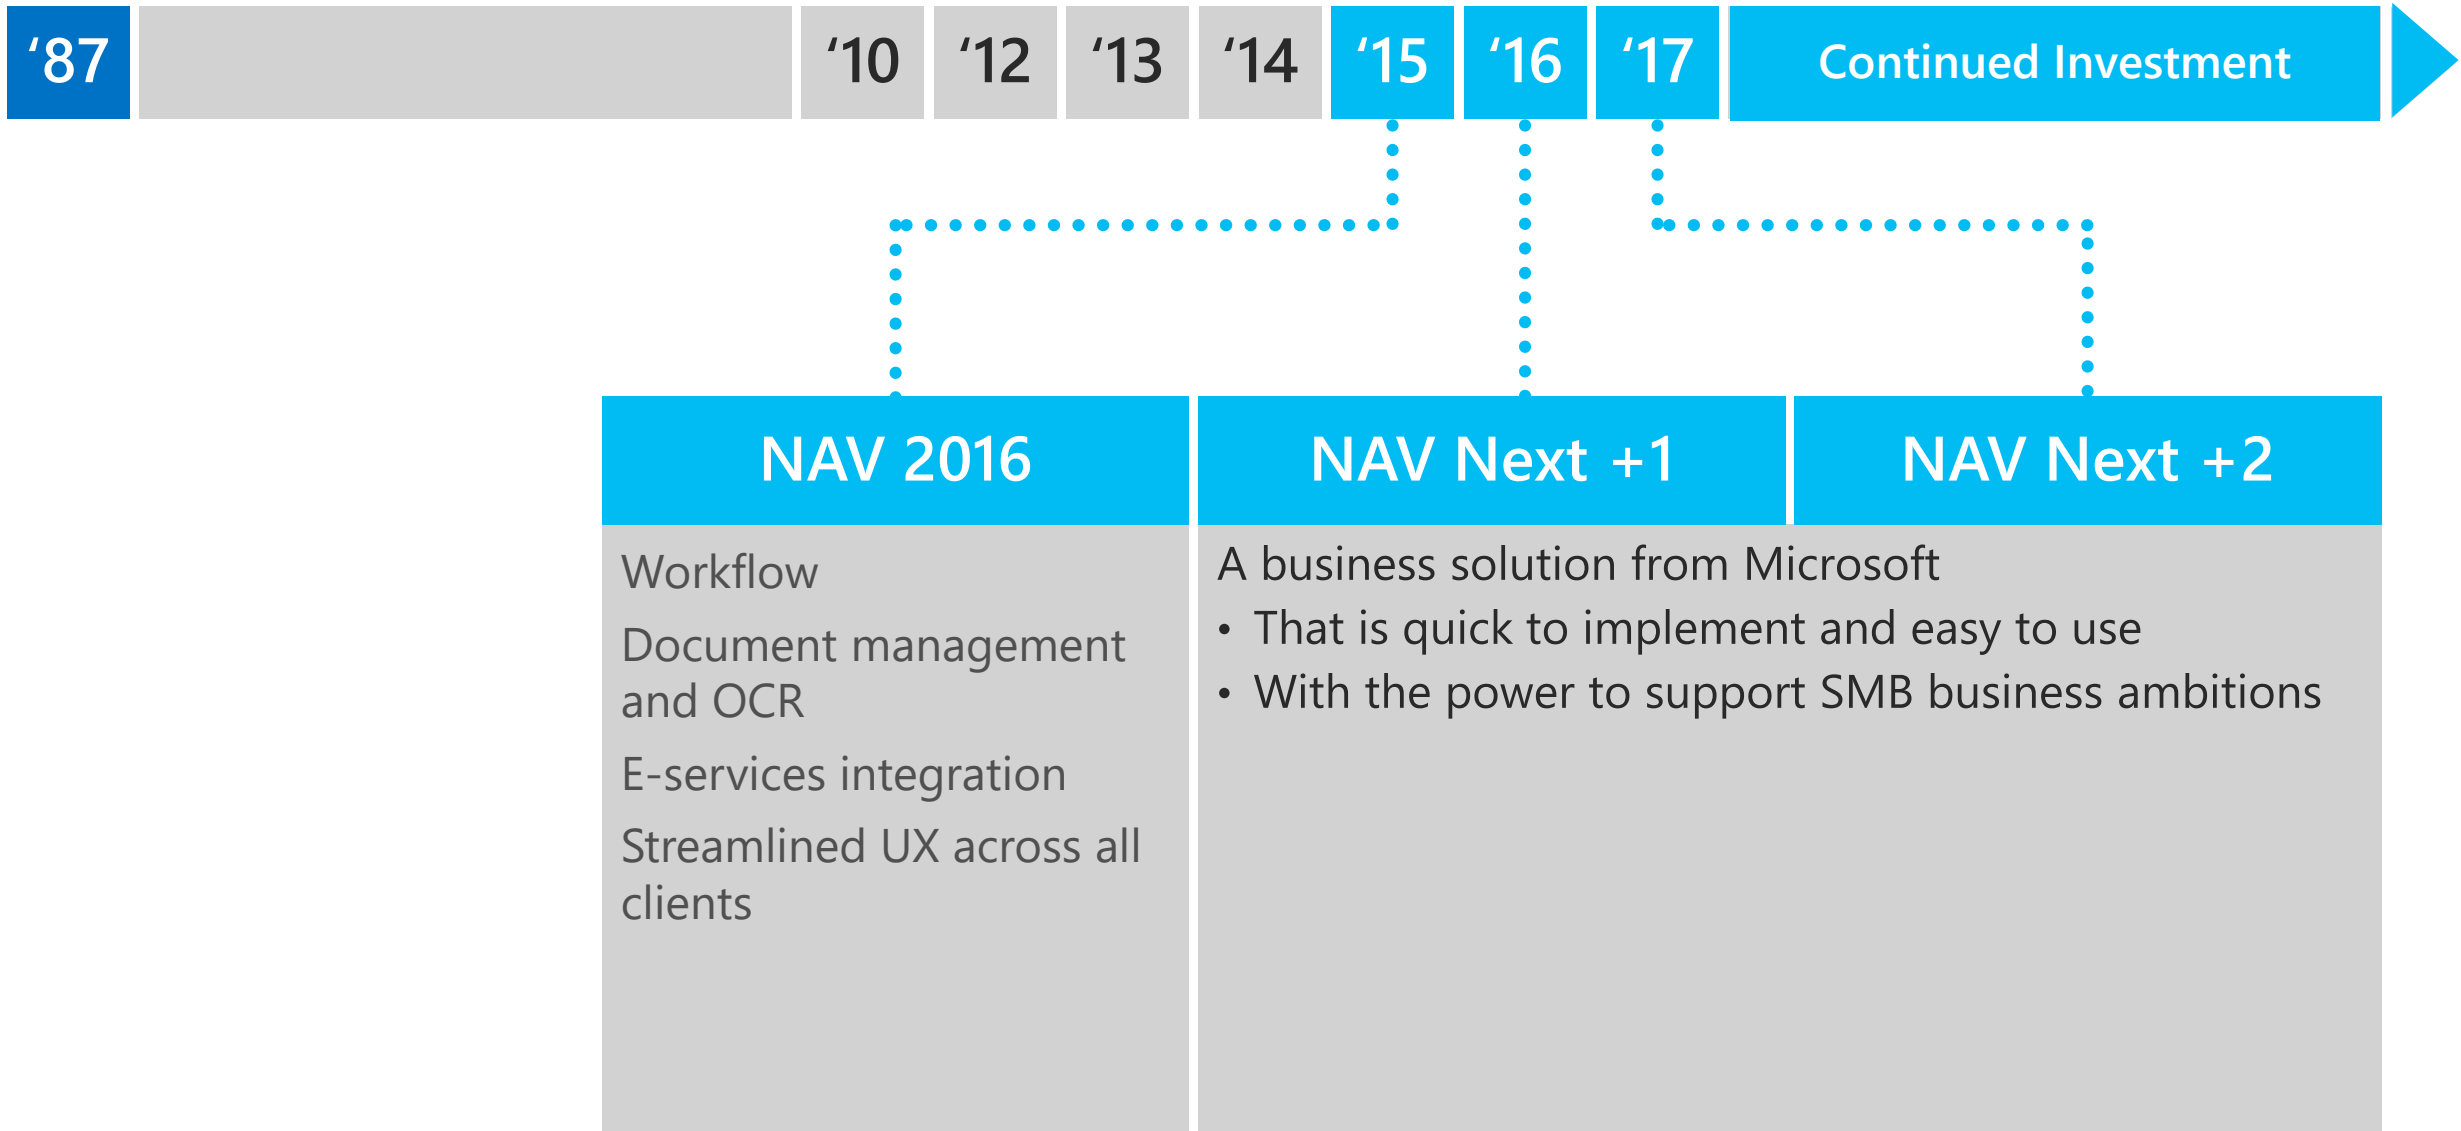 ‘87 ‘10 ‘12 ‘13 ‘14 ‘15 ‘16 ‘17 Continued Investment
NAV 2016
Workflow
Document management
and OCR
E-services integration
Streamlined UX across all
clients
NAV Next +1
NAV Next +2
A business solution from Microsoft
• That is quick to implement and easy to use
• With the power to support SMB business ambitions